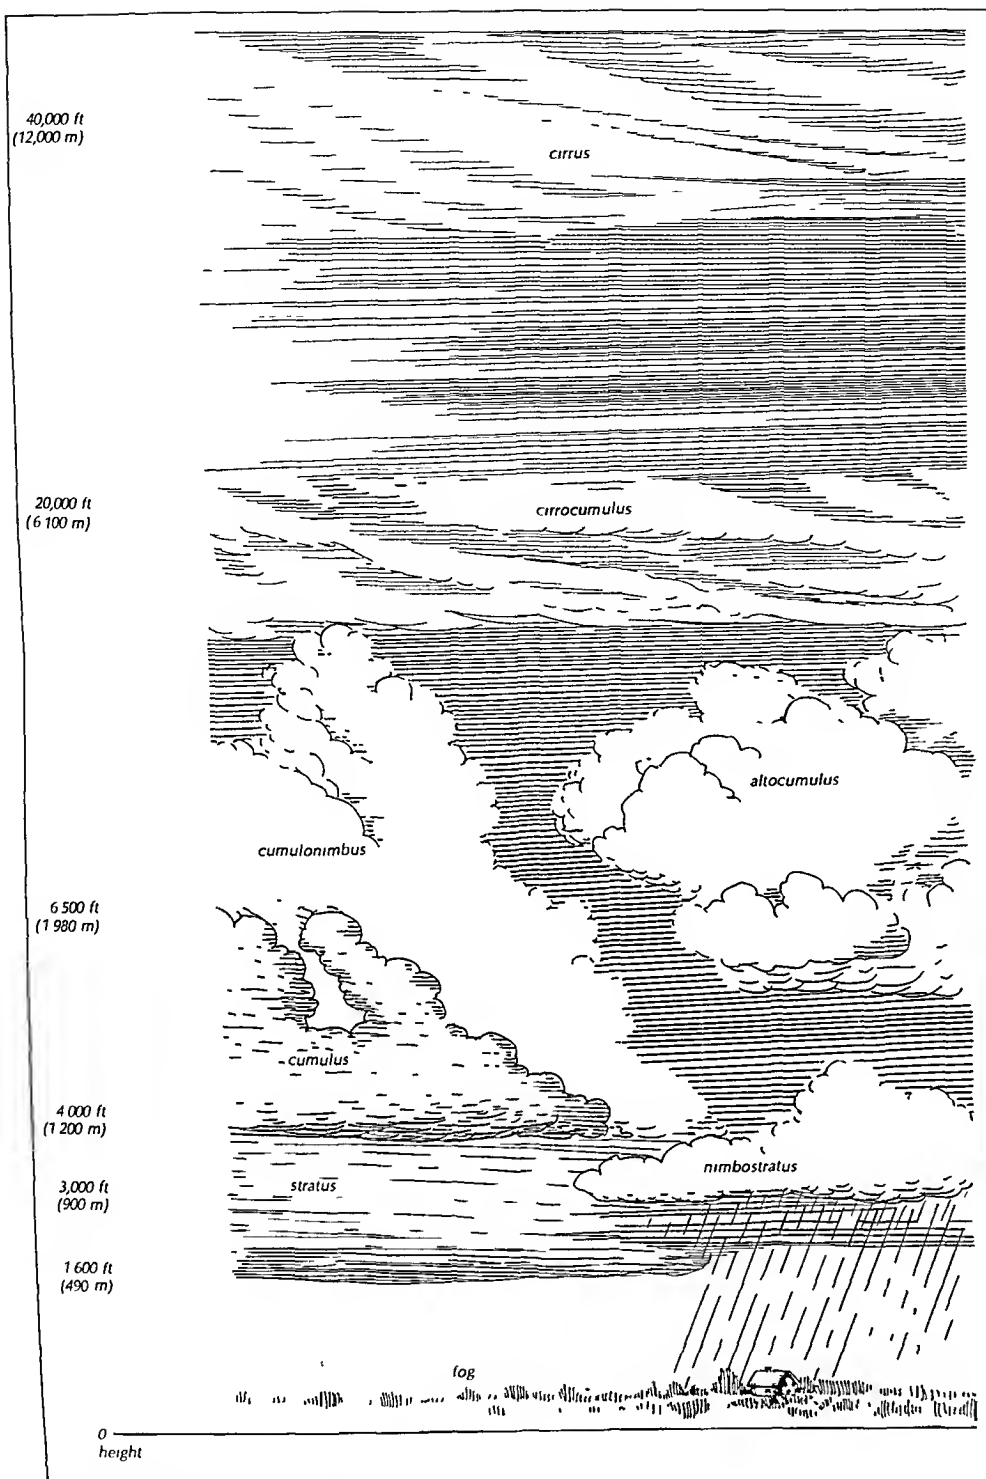 40,000 ft
(12,000 m)
cirrus
20,000 ft
(6 100 m)
cirrocumulus
altocumulus
cumulonimbus
6 500 ft
(1 980 m)
cumulus
4 000 ft
(1 200 m)
nimbostratus
stratus
3,000 ft
(900 m)
1 600 ft
(490 m)
fog
0
height